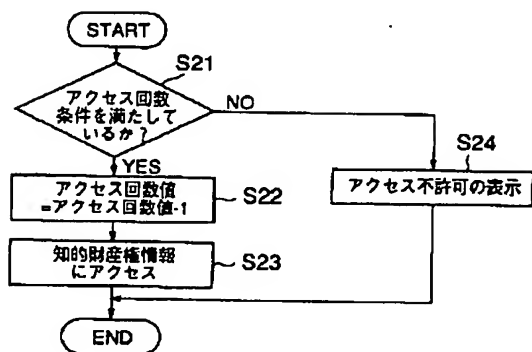 START
S21
アクセス回数
条件を満たして
いるか？
NO
YES
S24
アクセス不許可の表示
アクセス回数値
=アクセス回数値-1
S22
知的財産権情報
にアクセス
S23
END